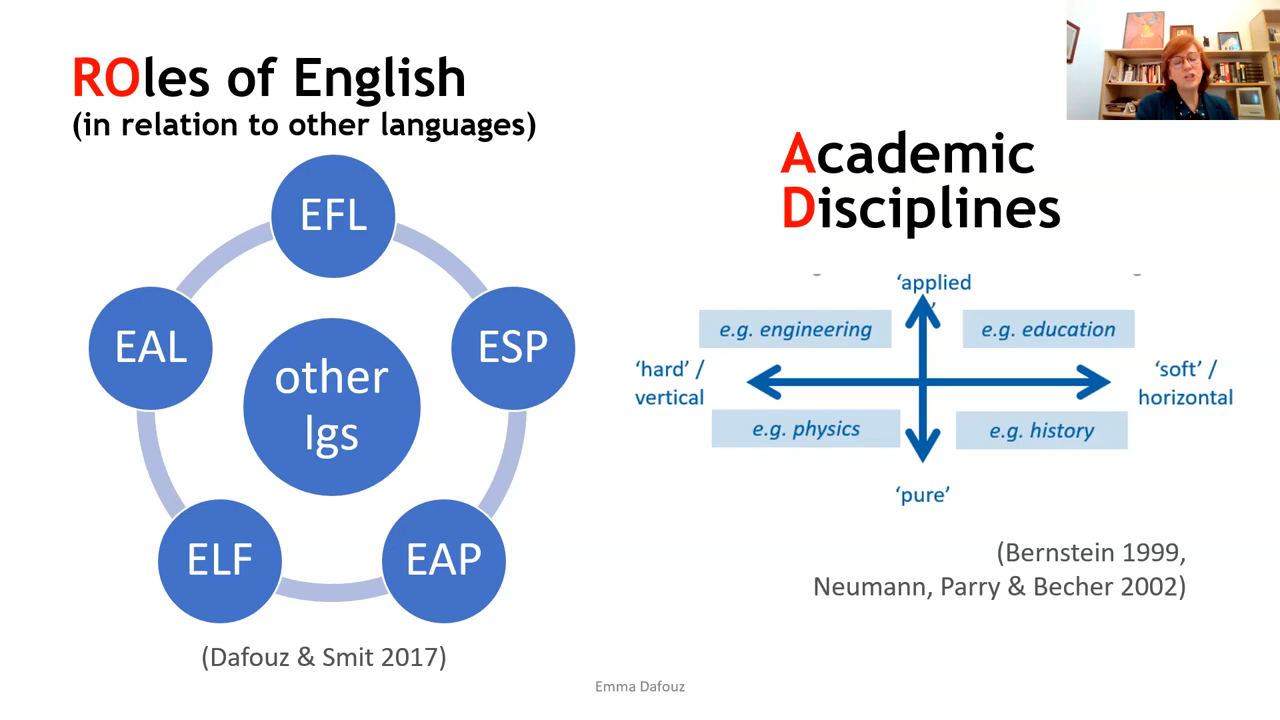 ROles of English
(in relation to other languages)
EFL
EAL
ESP
other
lgs
ELF
EAP
(Dafouz & Smit 2017)
Academic
Disciplines
‘applied
’
e.g. engineering
e.g. education
‘hard’ /
vertical
‘soft’ /
horizontal
e.g. physics
e.g. history
‘pure’
(Bernstein 1999,
Neumann, Parry & Becher 2002)
Emma Dafouz